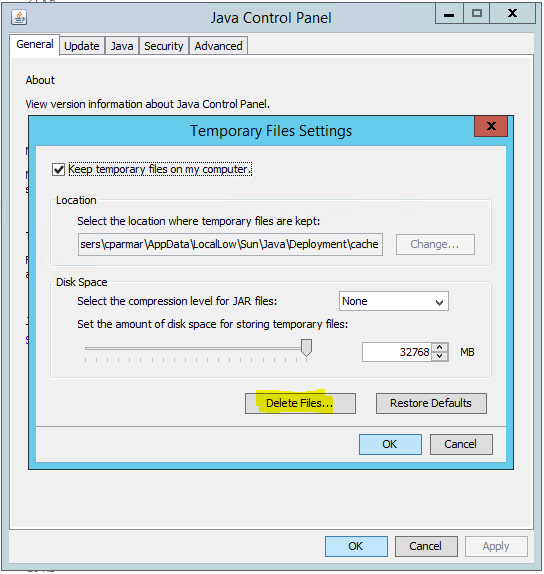 Java Control Panel
General Update Java Security Advanced
About
View version information about Java Control Panel.
Temporary Files Settings
Keep temporary files on my computer.
Location
Select the location where temporary files are kept:
sers\cparmar\AppData\LocalLow\Sun\Java\Deployment\cache Change...
Disk Space
Select the compression level for JAR files: None
Set the amount of disk space for storing temporary files:
32768 MB
Delete Files... Restore Defaults
OK Cancel
OK Cancel Apply